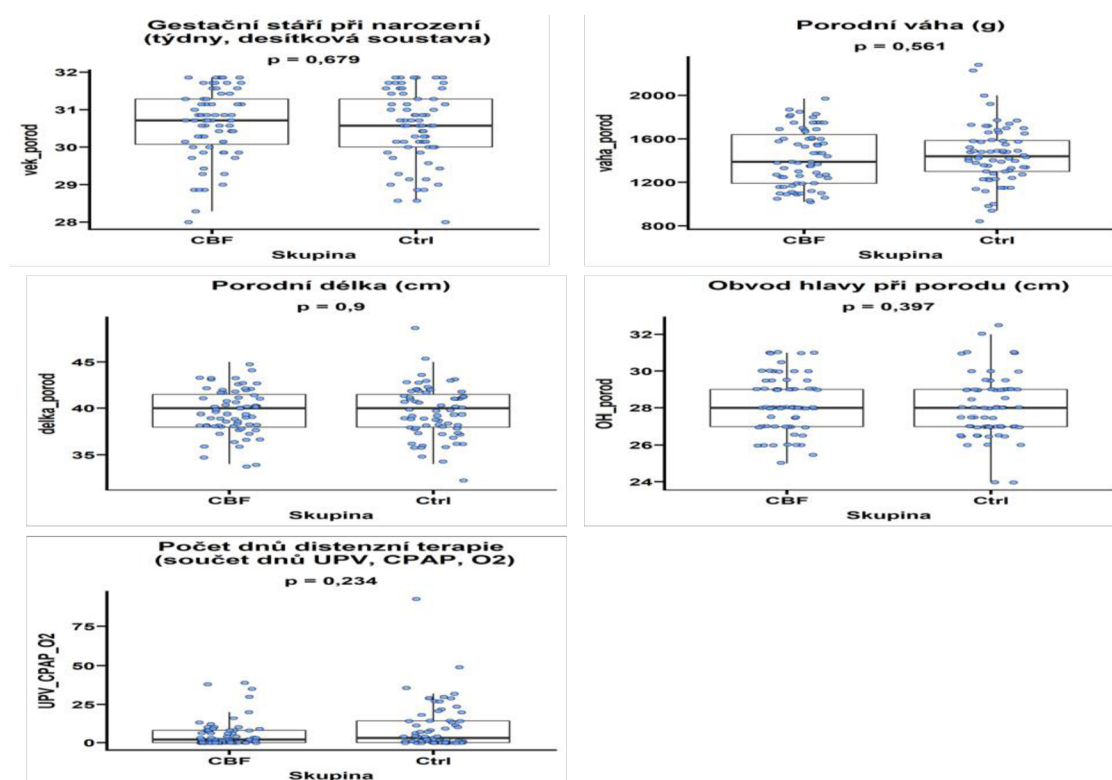 Gestační stáří při narození
(týdny, desítková soustava)
p = 0,679
32
31
30
29
28
vek_porod
CBF
Ctrl
Skupina
Porodní váha (g)
p = 0,561
2000
1600
1200
800
vaha_porod
CBF
Ctrl
Skupina
Porodní délka (cm)
p = 0,9
45
40
35
delka_porod
CBF
Ctrl
Skupina
Obvod hlavy při porodu (cm)
p = 0,397
32
30
28
26
24
OH_porod
CBF
Ctrl
Skupina
Počet dnů distenzní terapie
(součet dnů UPV, CPAP, O2)
p = 0,234
75
50
25
0
UPV_CPAP_O2
CBF
Ctrl
Skupina